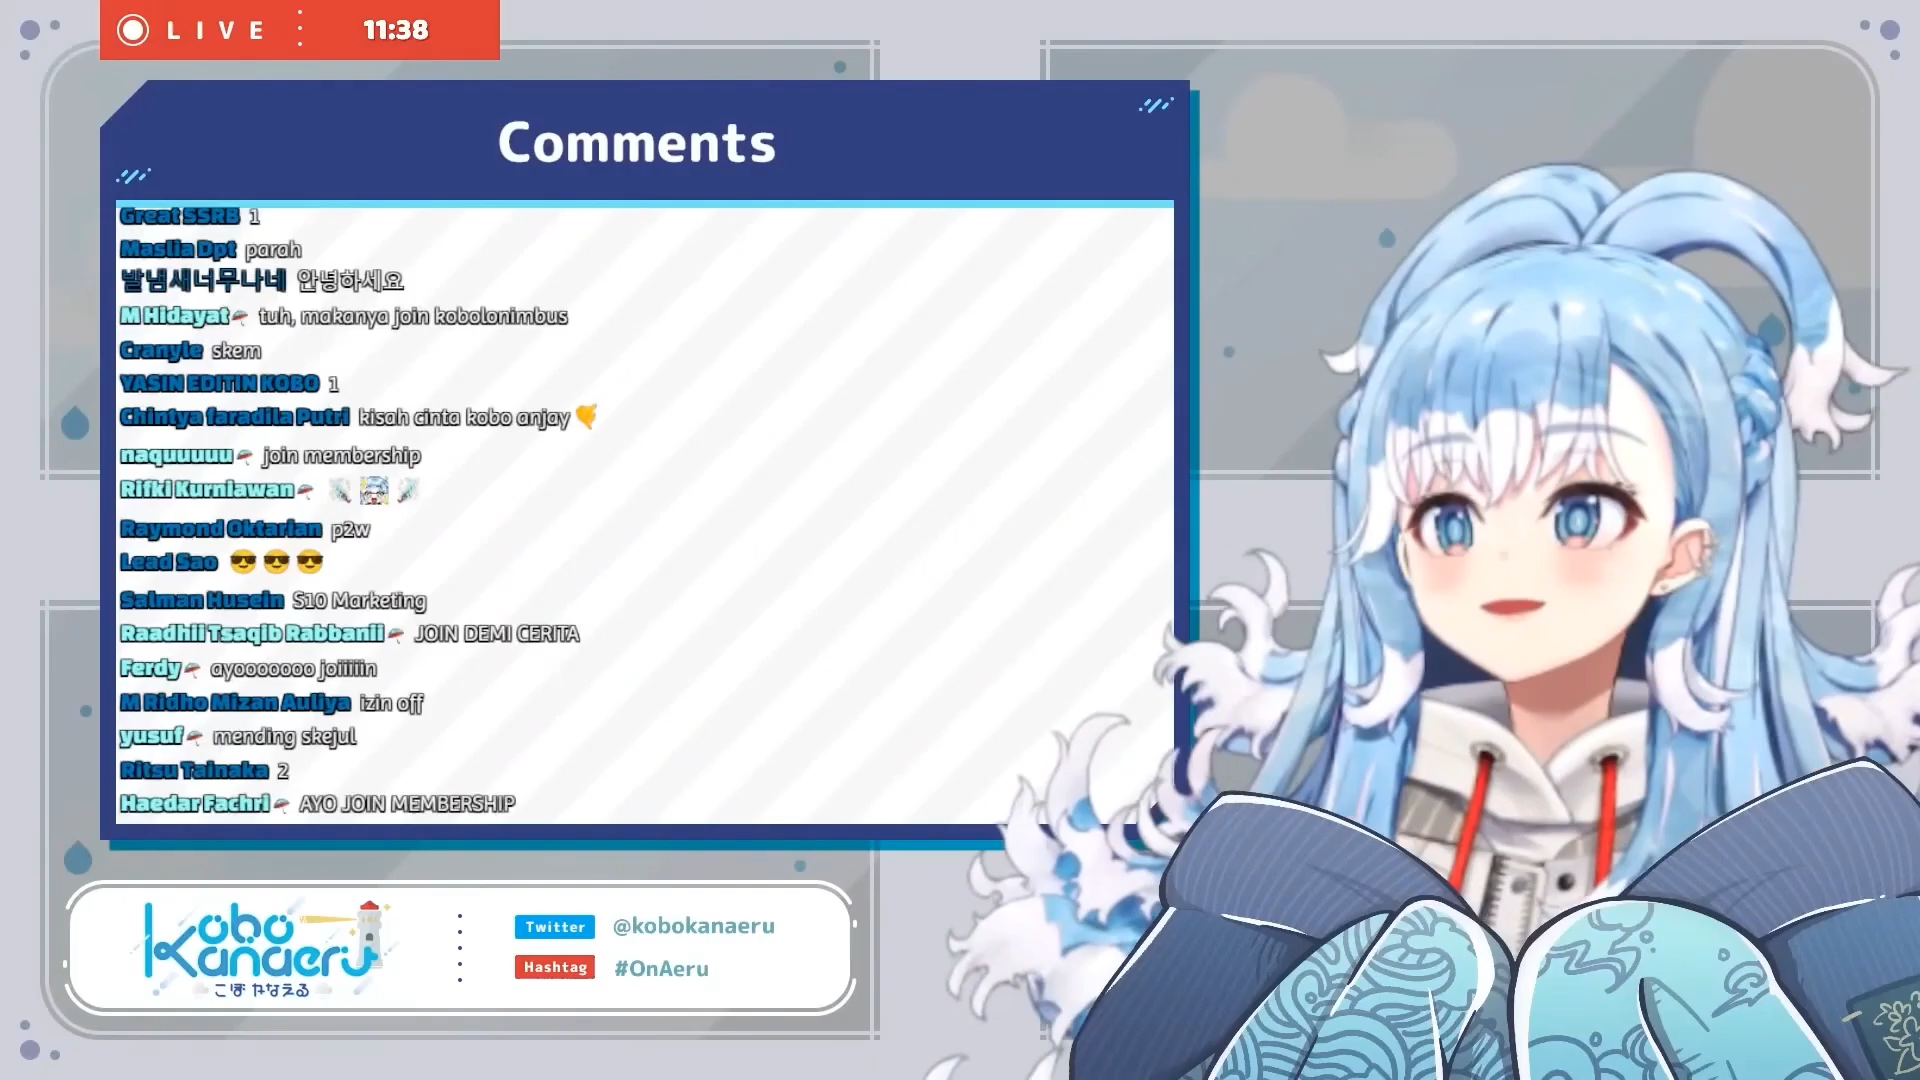 LIVE 11:38
Comments
Great SSRB 1
Maslia Dpt parah
발냄새너무나네 안녕하세요
M Hidayat tuh, makanya join kobolonimbus
Cranyle skem
YASIN EDITIN KOBO 1
Chintya faradila Putri kisah cinta kobo anjay
naquuuuu join membership
Rifki Kurniawan
Raymond Oktarian p2w
Lead Sao 😎 😎 😎
Salman Husein S10 Marketing
Raadhii Tsaqib Rabbanii JOIN DEMI CERITA
Ferdy ayooooooo joiiiiin
M Ridho Mizan Auliya izin off
yusuf mending skejul
Ritsu Tainaka 2
Haedar Fachri AYO JOIN MEMBERSHIP
kobo
kanaeru
こぼ かなえる
Twitter @kobokanaeru
Hashtag #OnAeru